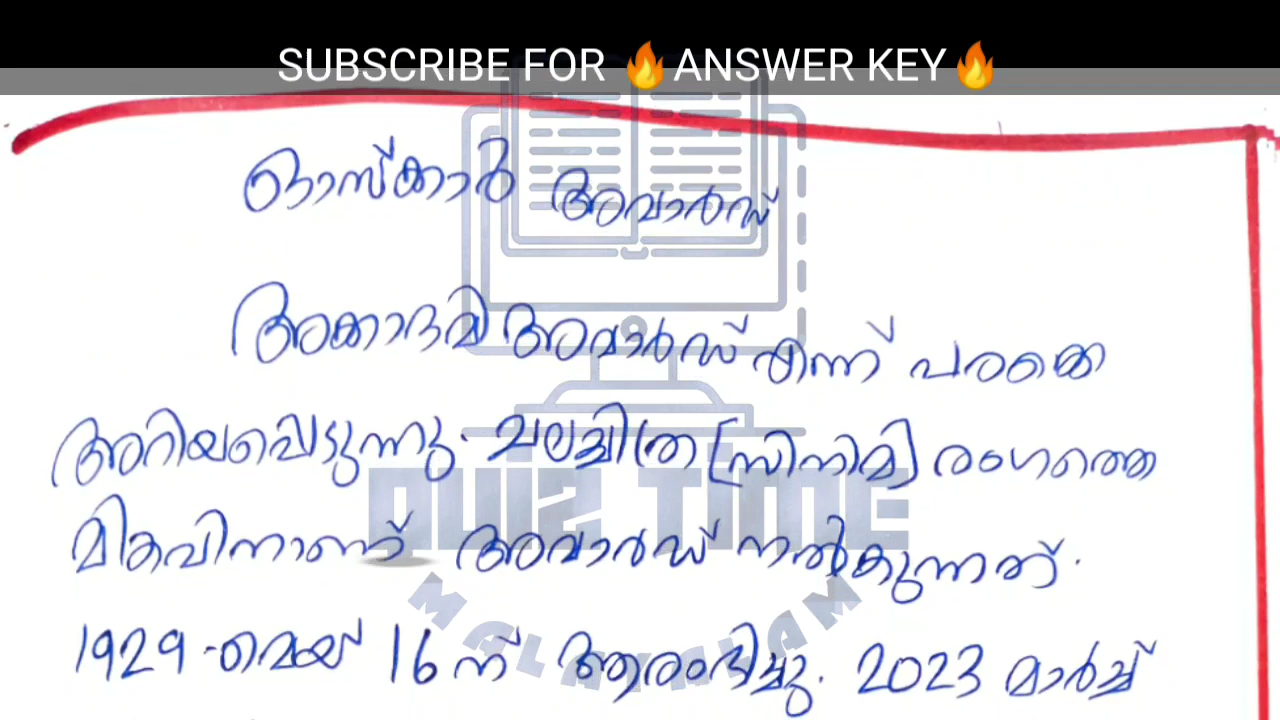 SUBSCRIBE FOR 🔥ANSWER KEY🔥
ഓസ്ക്കാർ അവാർഡ്
അക്കാദമി അവാർഡ് എന്ന് പരക്കെ
അറിയപ്പെടുന്നു. ചലച്ചിത്ര [സിനിമ] രംഗത്തെ
മികവിനാണ് അവാർഡ് നൽകുന്നത്.
QUIZ TIME
MALAYALAM
1929-മെയ് 16 ന് ആരംഭിച്ചു. 2023 മാർച്ച്